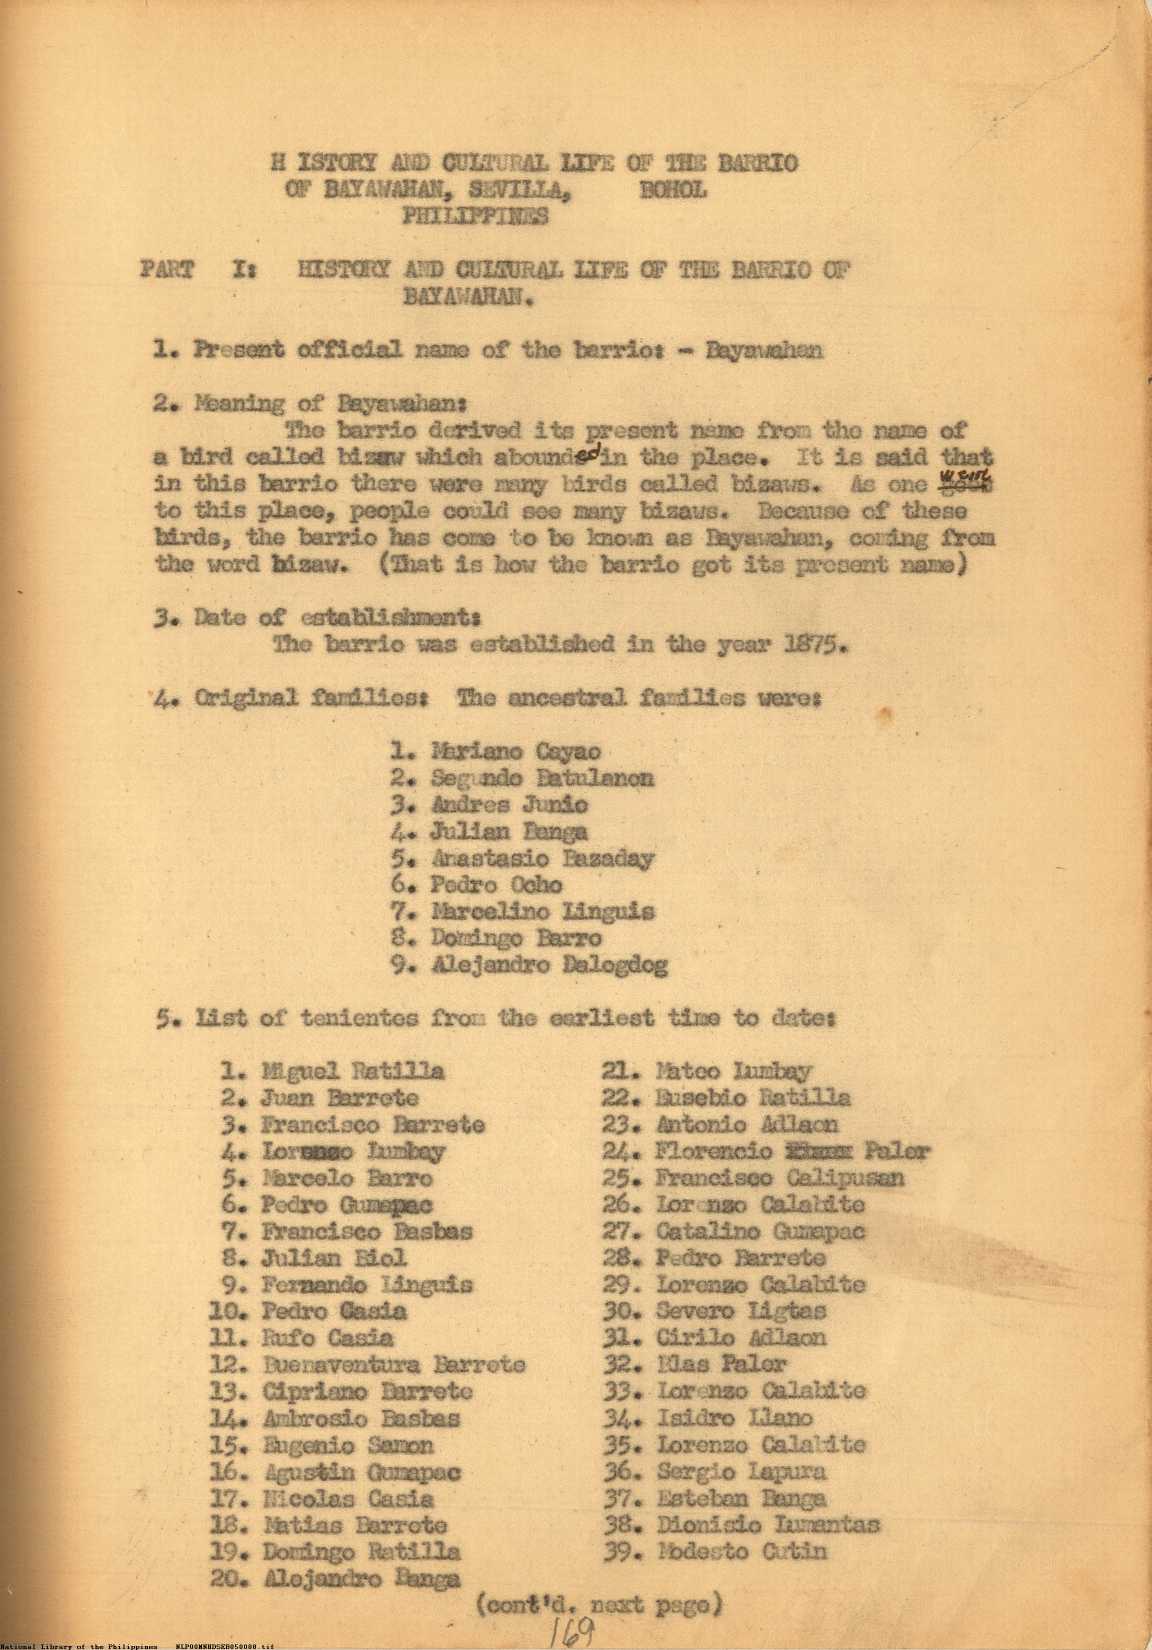 H ISTORY AND CULTURAL LIFE OF THE BARRIO
OF BAYAWAHAN, SEVILLA, BOHOL
PHILIPPINES
PART I: HISTORY AND CULTURAL LIFE OF THE BARRIO OF
BAYAWAHAN.
1. Present official name of the barrio: - Bayawahan
2. Meaning of Bayawahan:
The barrio derived its present name from the name of
a bird called bizaw which abounded in the place. It is said that
in this barrio there were many birds called bizaws. As one went
to this place, people could see many bizaws. Because of these
birds, the barrio has come to be known as Bayawahan, coming from
the word bizaw. (That is how the barrio got its present name)
3. Date of establishment:
The barrio was established in the year 1875.
4. Original families: The ancestral families were:
1. Mariano Cayao
2. Segundo Batulanon
3. Andres Junio
4. Julian Banga
5. Anastasio Bazaday
6. Pedro Ocho
7. Marcelino Linguis
8. Domingo Barro
9. Alejandro Dalogdog
5. List of tenientes from the earliest time to date:
1. Miguel Ratilla
2. Juan Barrete
3. Francisco Barrete
4. Lorenzo Lumbay
5. Marcelo Barro
6. Pedro Gumapac
7. Francisco Basbas
8. Julian Biol
9. Fernando Linguis
10. Pedro Casia
11. Rufo Casia
12. Buenaventura Barrete
13. Cipriano Barrete
14. Ambrosio Basbas
15. Eugenio Samon
16. Agustin Gumapac
17. Nicolas Casia
18. Matias Barrete
19. Domingo Ratilla
20. Alejandro Banga
21. Mateo Lumbay
22. Eusebio Ratilla
23. Antonio Adlaon
24. Florencio Paler
25. Francisco Calipusan
26. Lorenzo Calabite
27. Catalino Gumapac
28. Pedro Barrete
29. Lorenzo Calabite
30. Severo Ligtas
31. Cirilo Adlaon
32. Blas Paler
33. Lorenzo Calabite
34. Isidro Llano
35. Lorenzo Calabite
36. Sergio Lapura
37. Esteban Banga
38. Dionisio Lumantas
39. Modesto Cutin
(cont'd. next page)
169
National Library of the Philippines NLP00MNHDSEB050008.tif